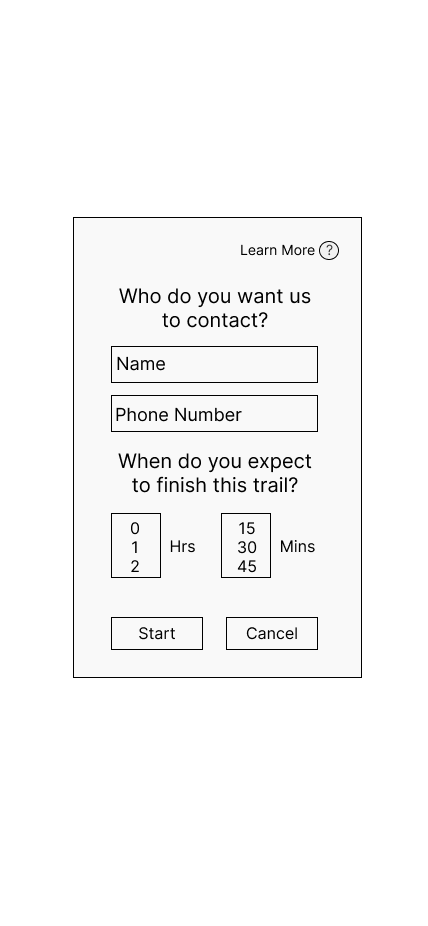 Learn More ?
Who do you want us
to contact?
Name
Phone Number
When do you expect
to finish this trail?
0 15
1 Hrs 30 Mins
2 45
Start Cancel